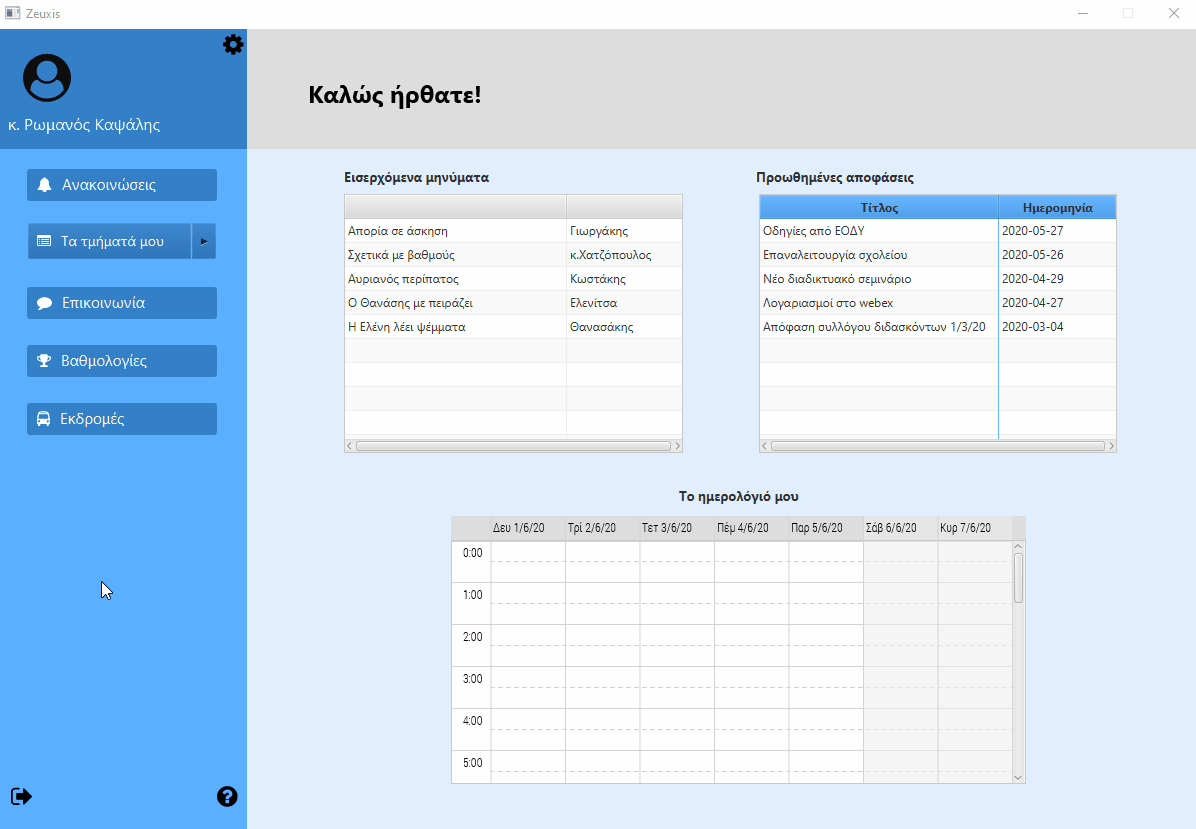 Zeuxis
κ. Ρωμανός Καψάλης
Ανακοινώσεις
Τα τμήματά μου
Επικοινωνία
Βαθμολογίες
Εκδρομές
Καλώς ήρθατε!
Εισερχόμενα μηνύματα
Απορία σε άσκηση Γιωργάκης
Σχετικά με βαθμούς κ.Χατζόπουλος
Αυριανός περίπατος Κωστάκης
Ο Θανάσης με πειράζει Ελενίτσα
Η Ελένη λέει ψέμματα Θανασάκης
Προωθημένες αποφάσεις
Τίτλος Ημερομηνία
Οδηγίες από ΕΟΔΥ 2020-05-27
Επαναλειτουργία σχολείου 2020-05-26
Νέο διαδικτυακό σεμινάριο 2020-04-29
Λογαριασμοί στο webex 2020-04-27
Απόφαση συλλόγου διδασκόντων 1/3/20 2020-03-04
Το ημερολόγιό μου
Δευ 1/6/20 Τρί 2/6/20 Τετ 3/6/20 Πέμ 4/6/20 Παρ 5/6/20 Σάβ 6/6/20 Κυρ 7/6/20
0:00
1:00
2:00
3:00
4:00
5:00